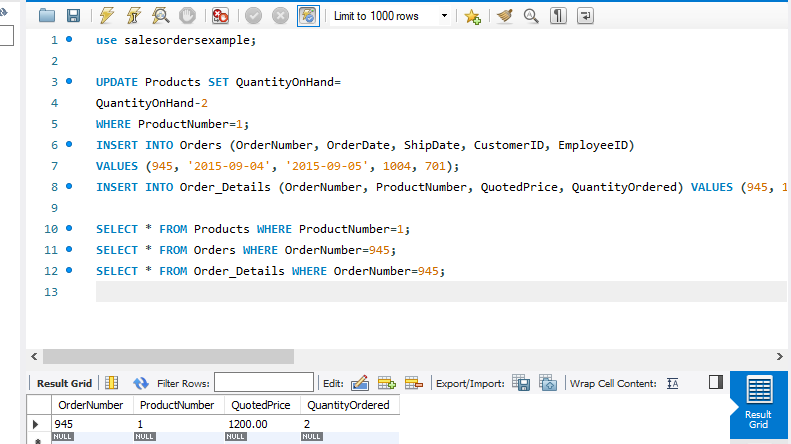 Limit to 1000 rows
1 use salesordersexample;
2
3 UPDATE Products SET QuantityOnHand=
4 QuantityOnHand-2
5 WHERE ProductNumber=1;
6 INSERT INTO Orders (OrderNumber, OrderDate, ShipDate, CustomerID, EmployeeID)
7 VALUES (945, '2015-09-04', '2015-09-05', 1004, 701);
8 INSERT INTO Order_Details (OrderNumber, ProductNumber, QuotedPrice, QuantityOrdered) VALUES (945, 1
9
10 SELECT * FROM Products WHERE ProductNumber=1;
11 SELECT * FROM Orders WHERE OrderNumber=945;
12 SELECT * FROM Order_Details WHERE OrderNumber=945;
13
Result Grid Filter Rows: Edit: Export/Import: Wrap Cell Content: IA
Result Grid
OrderNumber ProductNumber QuotedPrice QuantityOrdered
945 1 1200.00 2
NULL NULL NULL NULL